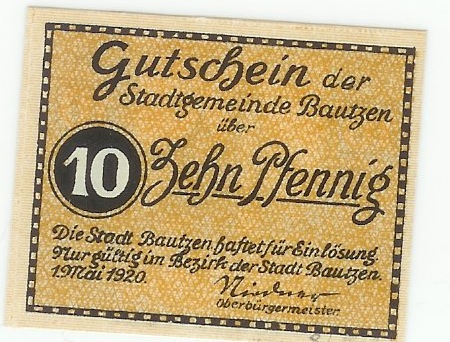 Gutschein der
Stadtgemeinde Bautzen
über
10 Zehn Pfennig
Die Stadt Bautzen haftet für Einlösung.
Nur gültig im Bezirk der Stadt Bautzen.
1. Mai 1920.
Oberbürgermeister